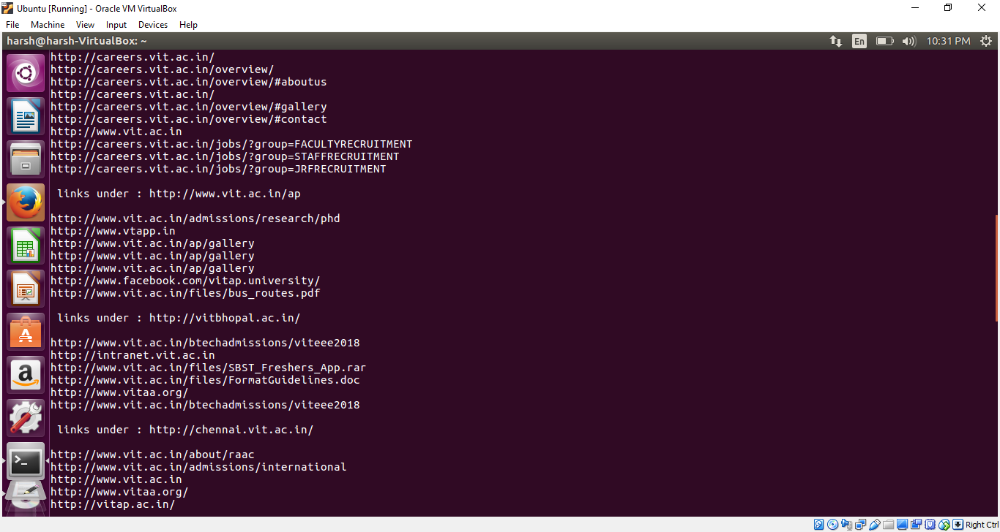 Ubuntu [Running] - Oracle VM VirtualBox
File Machine View Input Devices Help
harsh@harsh-VirtualBox: ~ En 10:31 PM
http://careers.vit.ac.in/
http://careers.vit.ac.in/overview/
http://careers.vit.ac.in/overview/#aboutus
http://careers.vit.ac.in/
http://careers.vit.ac.in/overview/#gallery
http://careers.vit.ac.in/overview/#contact
http://www.vit.ac.in
http://careers.vit.ac.in/jobs/?group=FACULTYRECRUITMENT
http://careers.vit.ac.in/jobs/?group=STAFFRECRUITMENT
http://careers.vit.ac.in/jobs/?group=JRFRECRUITMENT
links under : http://www.vit.ac.in/ap
http://www.vit.ac.in/admissions/research/phd
http://www.vtapp.in
http://www.vit.ac.in/ap/gallery
http://www.vit.ac.in/ap/gallery
http://www.vit.ac.in/ap/gallery
http://www.facebook.com/vitap.university/
http://www.vit.ac.in/files/bus_routes.pdf
links under : http://vitbhopal.ac.in/
http://www.vit.ac.in/btechadmissions/viteee2018
http://intranet.vit.ac.in
http://www.vit.ac.in/files/SBST_Freshers_App.rar
http://www.vit.ac.in/files/FormatGuidelines.doc
http://www.vitaa.org/
http://www.vit.ac.in/btechadmissions/viteee2018
links under : http://chennai.vit.ac.in/
http://www.vit.ac.in/about/raac
http://www.vit.ac.in/admissions/international
http://www.vit.ac.in
http://www.vitaa.org/
http://vitap.ac.in/
Right Ctrl